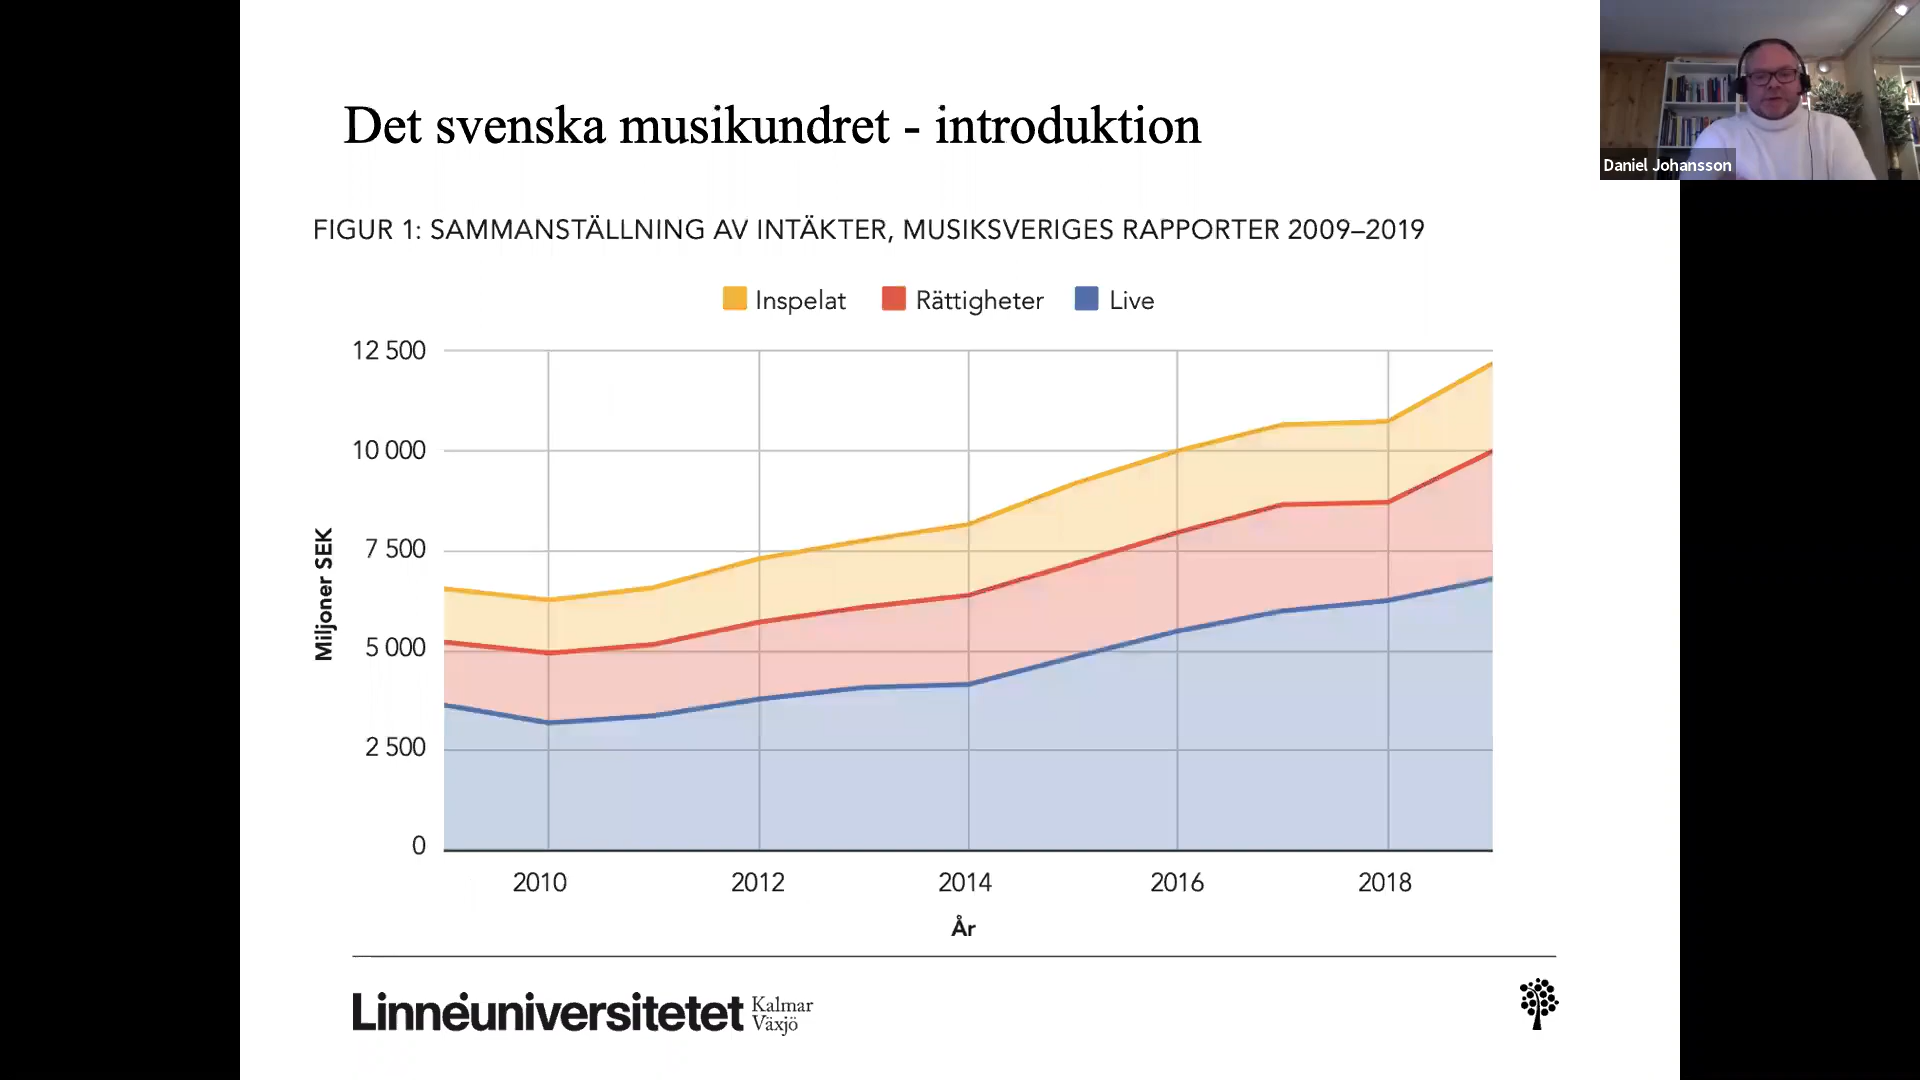 Det svenska musikundret - introduktion
Daniel Johansson
FIGUR 1: SAMMANSTÄLLNING AV INTÄKTER, MUSIKSVERIGES RAPPORTER 2009–2019
Inspelat Rättigheter Live
12 500
10 000
7 500
5 000
2 500
0
Miljoner SEK
2010 2012 2014 2016 2018
År
Linnéuniversitetet Kalmar
Växjö